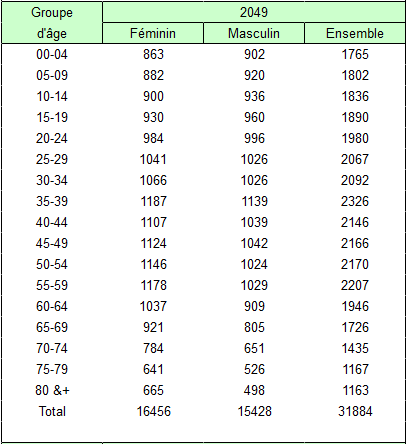 Groupe 2049
d'âge Féminin Masculin Ensemble
00-04 863 902 1765
05-09 882 920 1802
10-14 900 936 1836
15-19 930 960 1890
20-24 984 996 1980
25-29 1041 1026 2067
30-34 1066 1026 2092
35-39 1187 1139 2326
40-44 1107 1039 2146
45-49 1124 1042 2166
50-54 1146 1024 2170
55-59 1178 1029 2207
60-64 1037 909 1946
65-69 921 805 1726
70-74 784 651 1435
75-79 641 526 1167
80 &+ 665 498 1163
Total 16456 15428 31884